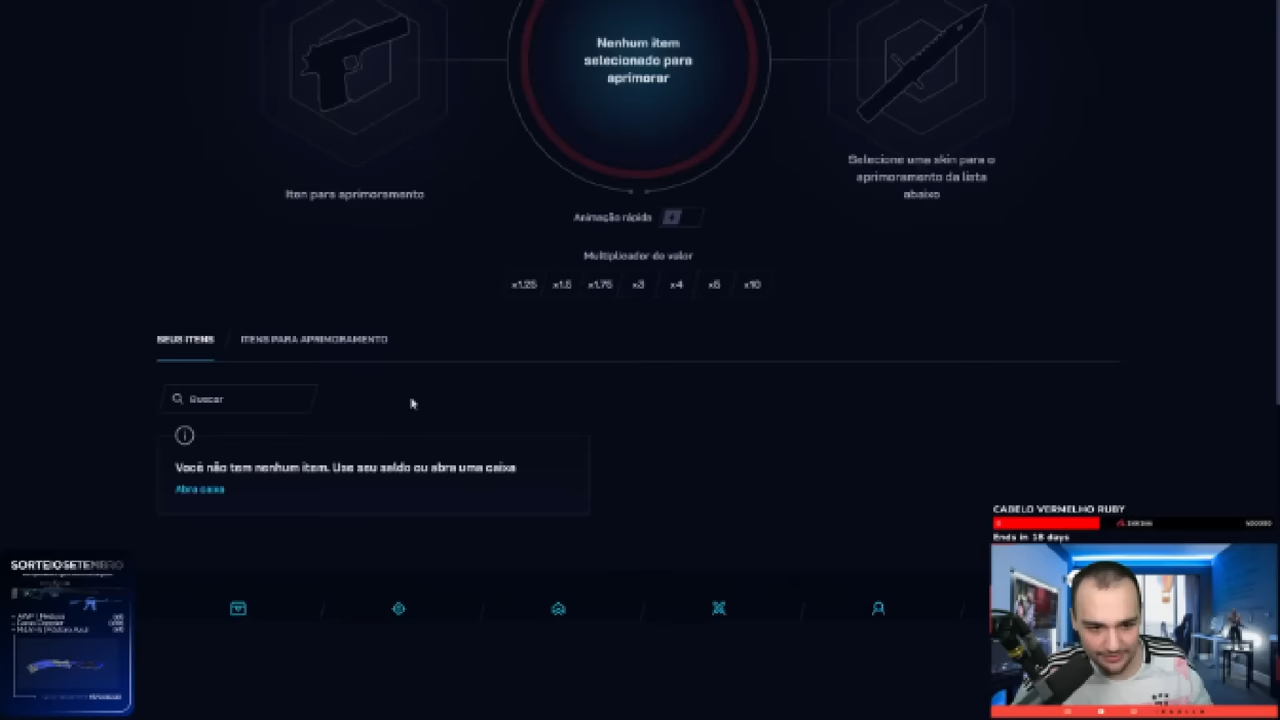 Nenhum item
selecionado para
aprimorar
Selecione uma skin para o
aprimoramento da lista
abaixo
Item para aprimoramento
Animação rápida
Multiplicador de valor
x1.25 x1.5 x1.75 x3 x4 x5 x10
SEUS ITENS ITENS PARA APRIMORAMENTO
Buscar
Você não tem nenhum item. Use seu saldo ou abra uma caixa
Abra caixa
CABELO VERMELHO RUBY
Ends in 18 days
SORTEIO SETEMBRO